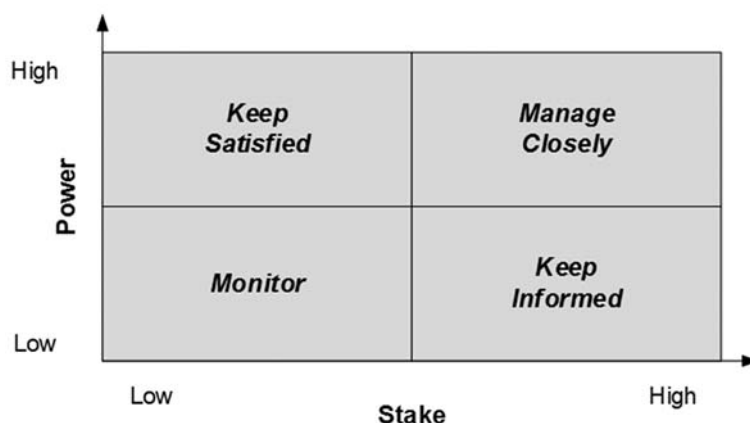 High
Keep
Satisfied
Manage
Closely
Power
Monitor
Keep
Informed
Low
Low
High
Stake